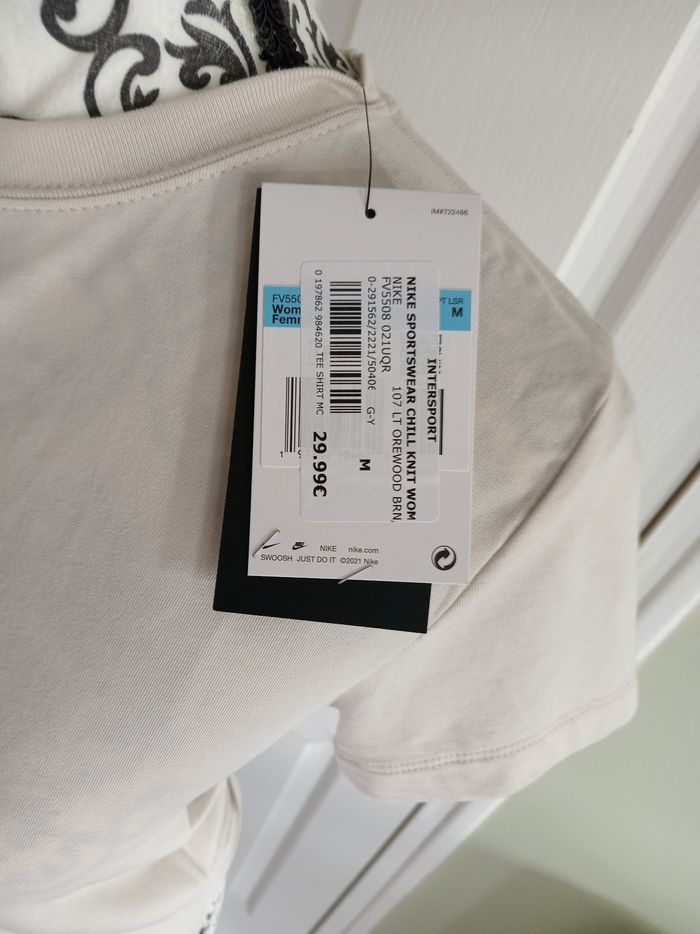 IM#722486
FV550
PT LSR
Wom
M
Fem
INTERSPORT
NIKE SPORTSWEAR CHILL KNIT WOM
NIKE 107 LT OREWOOD BRN,
FV5508 021UQR
0-291562/2221/5040€ G-Y
M
0 197862 984620 TEE SHIRT MC 29.99€
1
NIKE nike.com
SWOOSH JUST DO IT ©2021 Nike